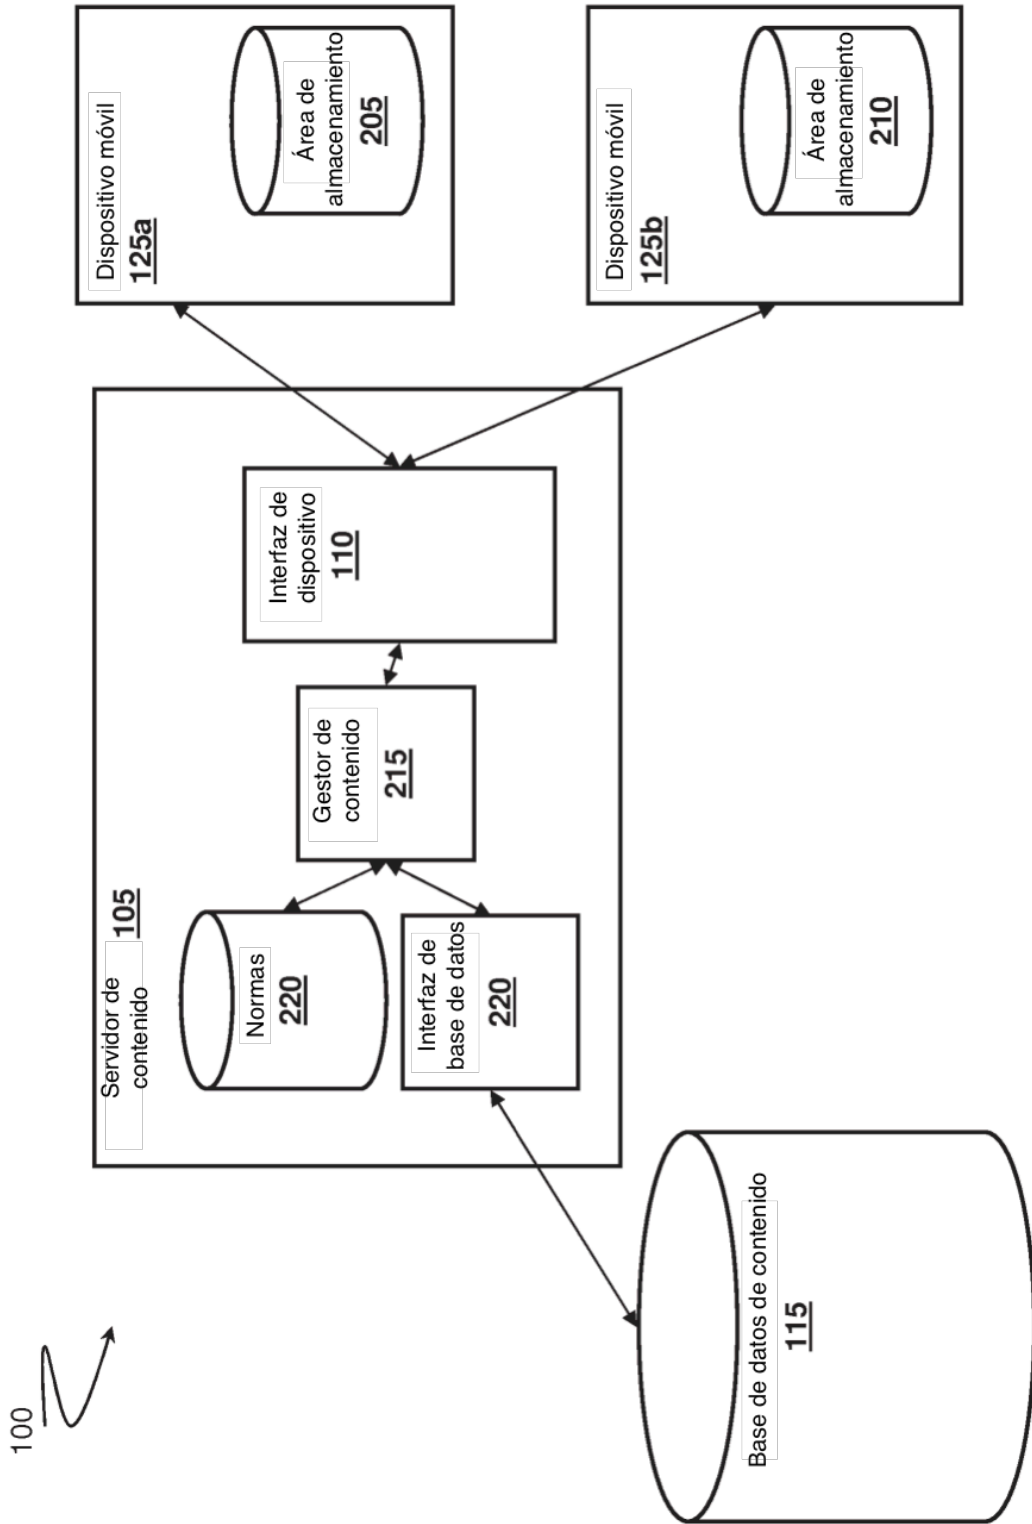 100
Servidor de
contenido
105
Normas
220
Interfaz de
base de datos
220
Gestor de
contenido
215
Interfaz de
dispositivo
110
Dispositivo móvil
125a
Área de
almacenamiento
205
Dispositivo móvil
125b
Área de
almacenamiento
210
Base de datos de contenido
115